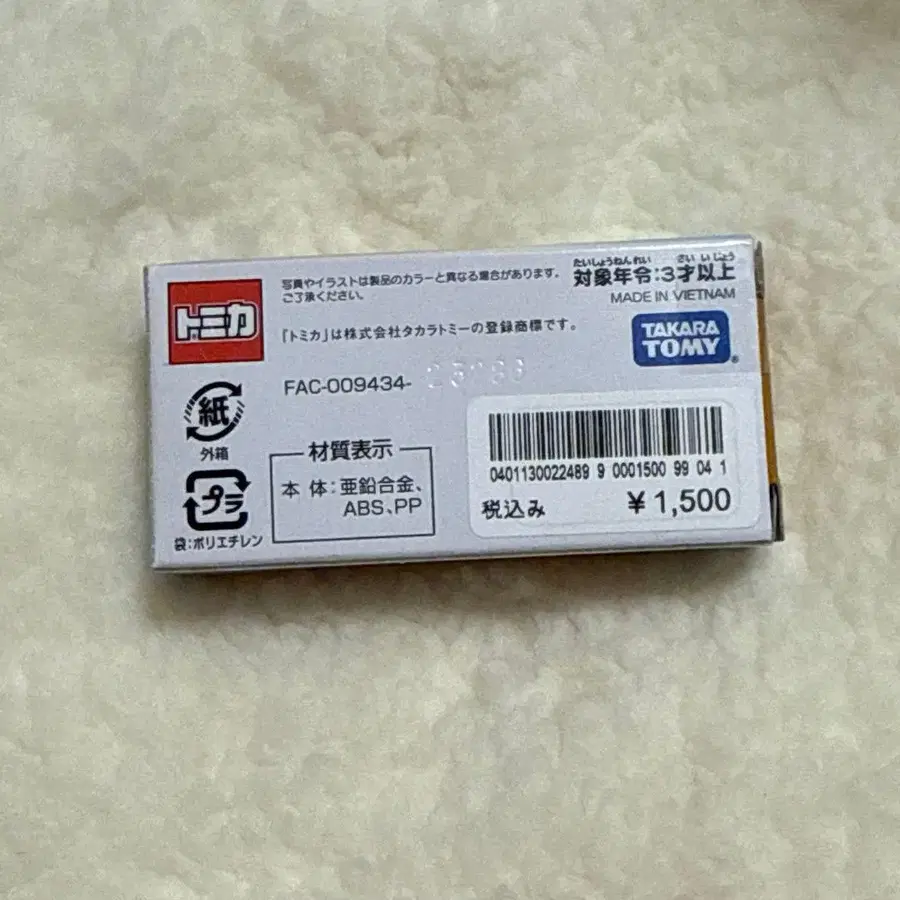 トミカ
写真やイラストは製品のカラーと異なる場合があります。
ご了承ください。
「トミカ」は株式会社タカラトミーの登録商標です。
FAC-009434-
たいしょうねんれい さい いじょう
対象年令:3才以上
MADE IN VIETNAM
TAKARA
TOMY®
紙
外箱
プラ
袋:ポリエチレン
材質表示
本 体:亜鉛合金、
ABS、PP
0401130022489 9 0001500 99 04 1
税込み ¥1,500